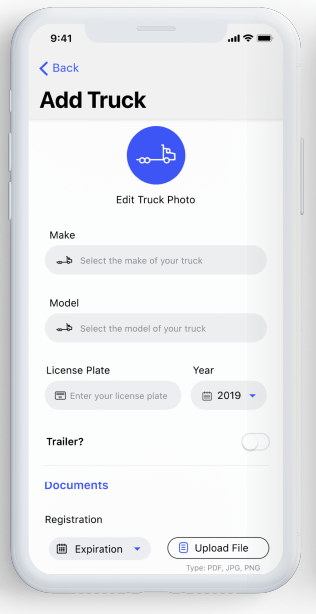 9:41
Back
Add Truck
Edit Truck Photo
Make
Select the make of your truck
Model
Select the model of your truck
License Plate
Year
Enter your license plate
2019
Trailer?
Documents
Registration
Expiration
Upload File
Type: PDF, JPG, PNG